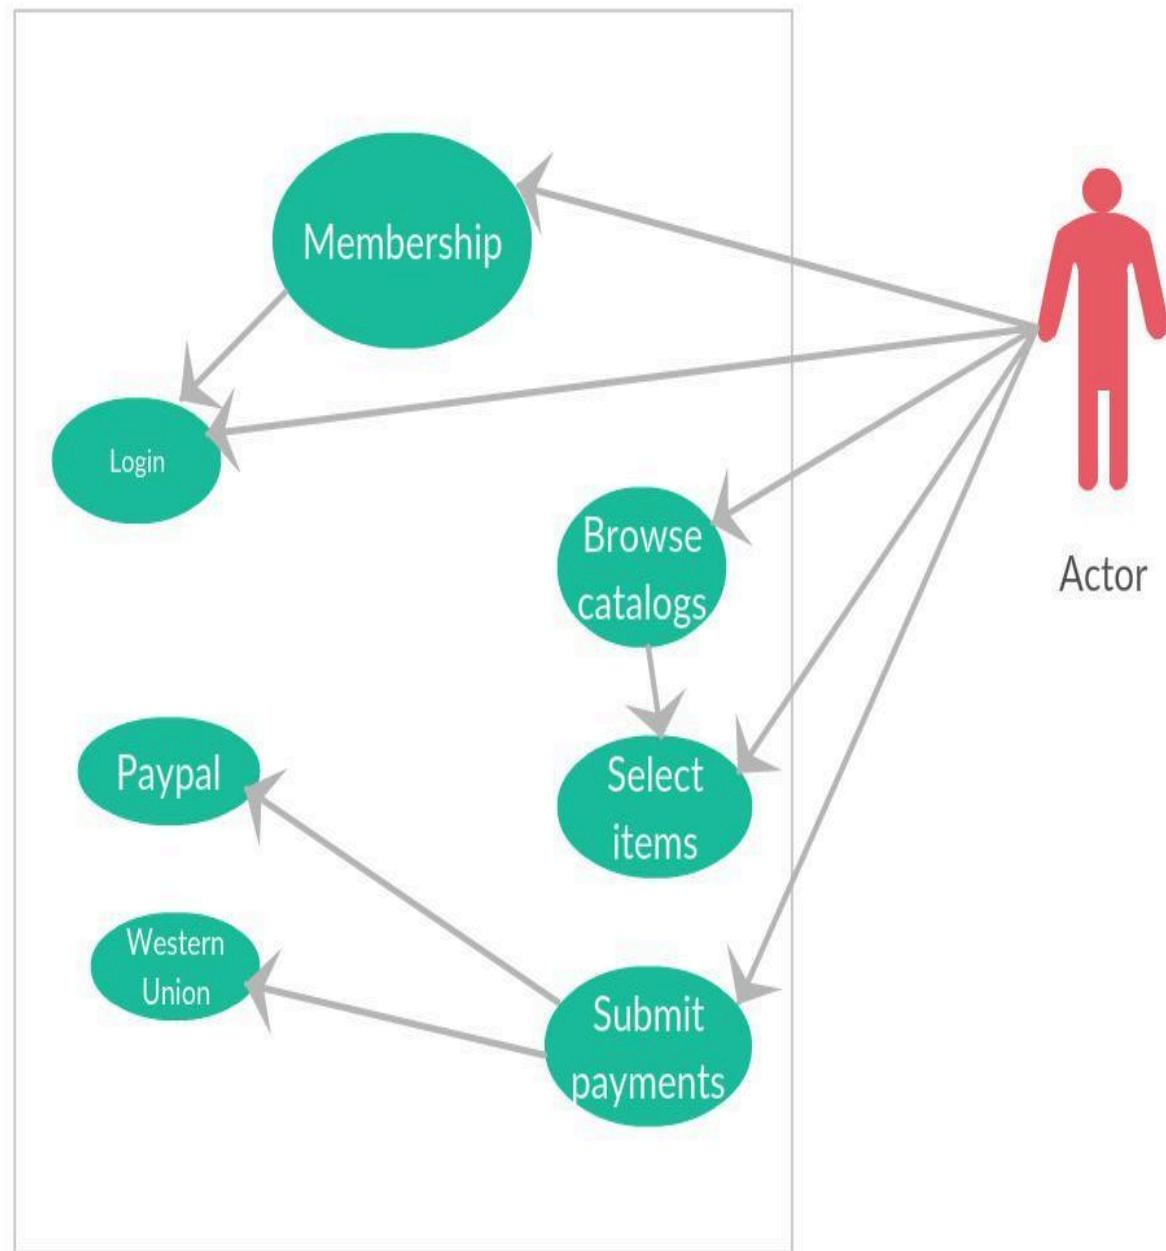 Membership
Login
Browse
catalogs
Actor
Paypal
Select
items
Western
Union
Submit
payments